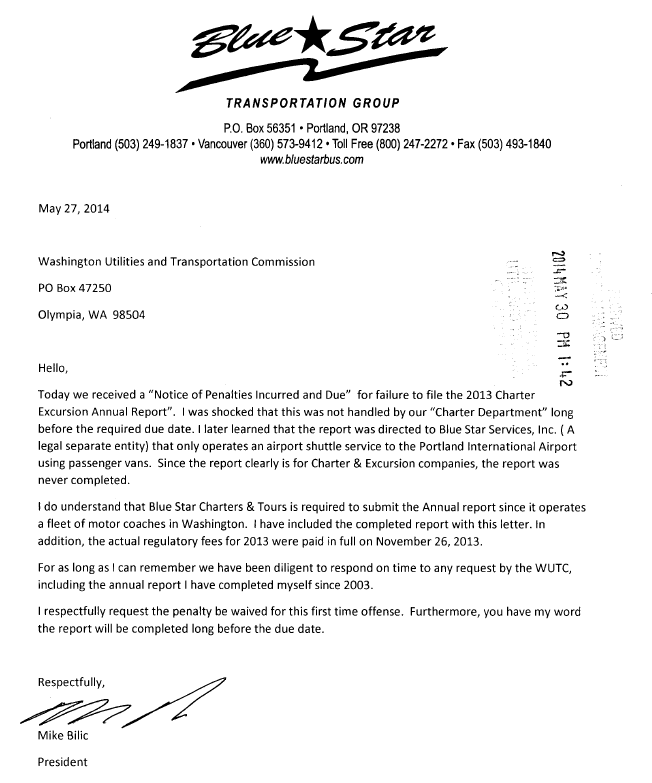 Blue Star
TRANSPORTATION GROUP
P.O. Box 56351 • Portland, OR 97238
Portland (503) 249-1837 • Vancouver (360) 573-9412 • Toll Free (800) 247-2272 • Fax (503) 493-1840
www.bluestarbus.com
May 27, 2014
Washington Utilities and Transportation Commission
PO Box 47250
Olympia, WA 98504
2014 MAY 30 PM 1:42
Hello,
Today we received a “Notice of Penalties Incurred and Due” for failure to file the 2013 Charter
Excursion Annual Report”. I was shocked that this was not handled by our “Charter Department” long
before the required due date. I later learned that the report was directed to Blue Star Services, Inc. ( A
legal separate entity) that only operates an airport shuttle service to the Portland International Airport
using passenger vans. Since the report clearly is for Charter & Excursion companies, the report was
never completed.
I do understand that Blue Star Charters & Tours is required to submit the Annual report since it operates
a fleet of motor coaches in Washington. I have included the completed report with this letter. In
addition, the actual regulatory fees for 2013 were paid in full on November 26, 2013.
For as long as I can remember we have been diligent to respond on time to any request by the WUTC,
including the annual report I have completed myself since 2003.
I respectfully request the penalty be waived for this first time offense. Furthermore, you have my word
the report will be completed long before the due date.
Respectfully,
Mike Bilic
President